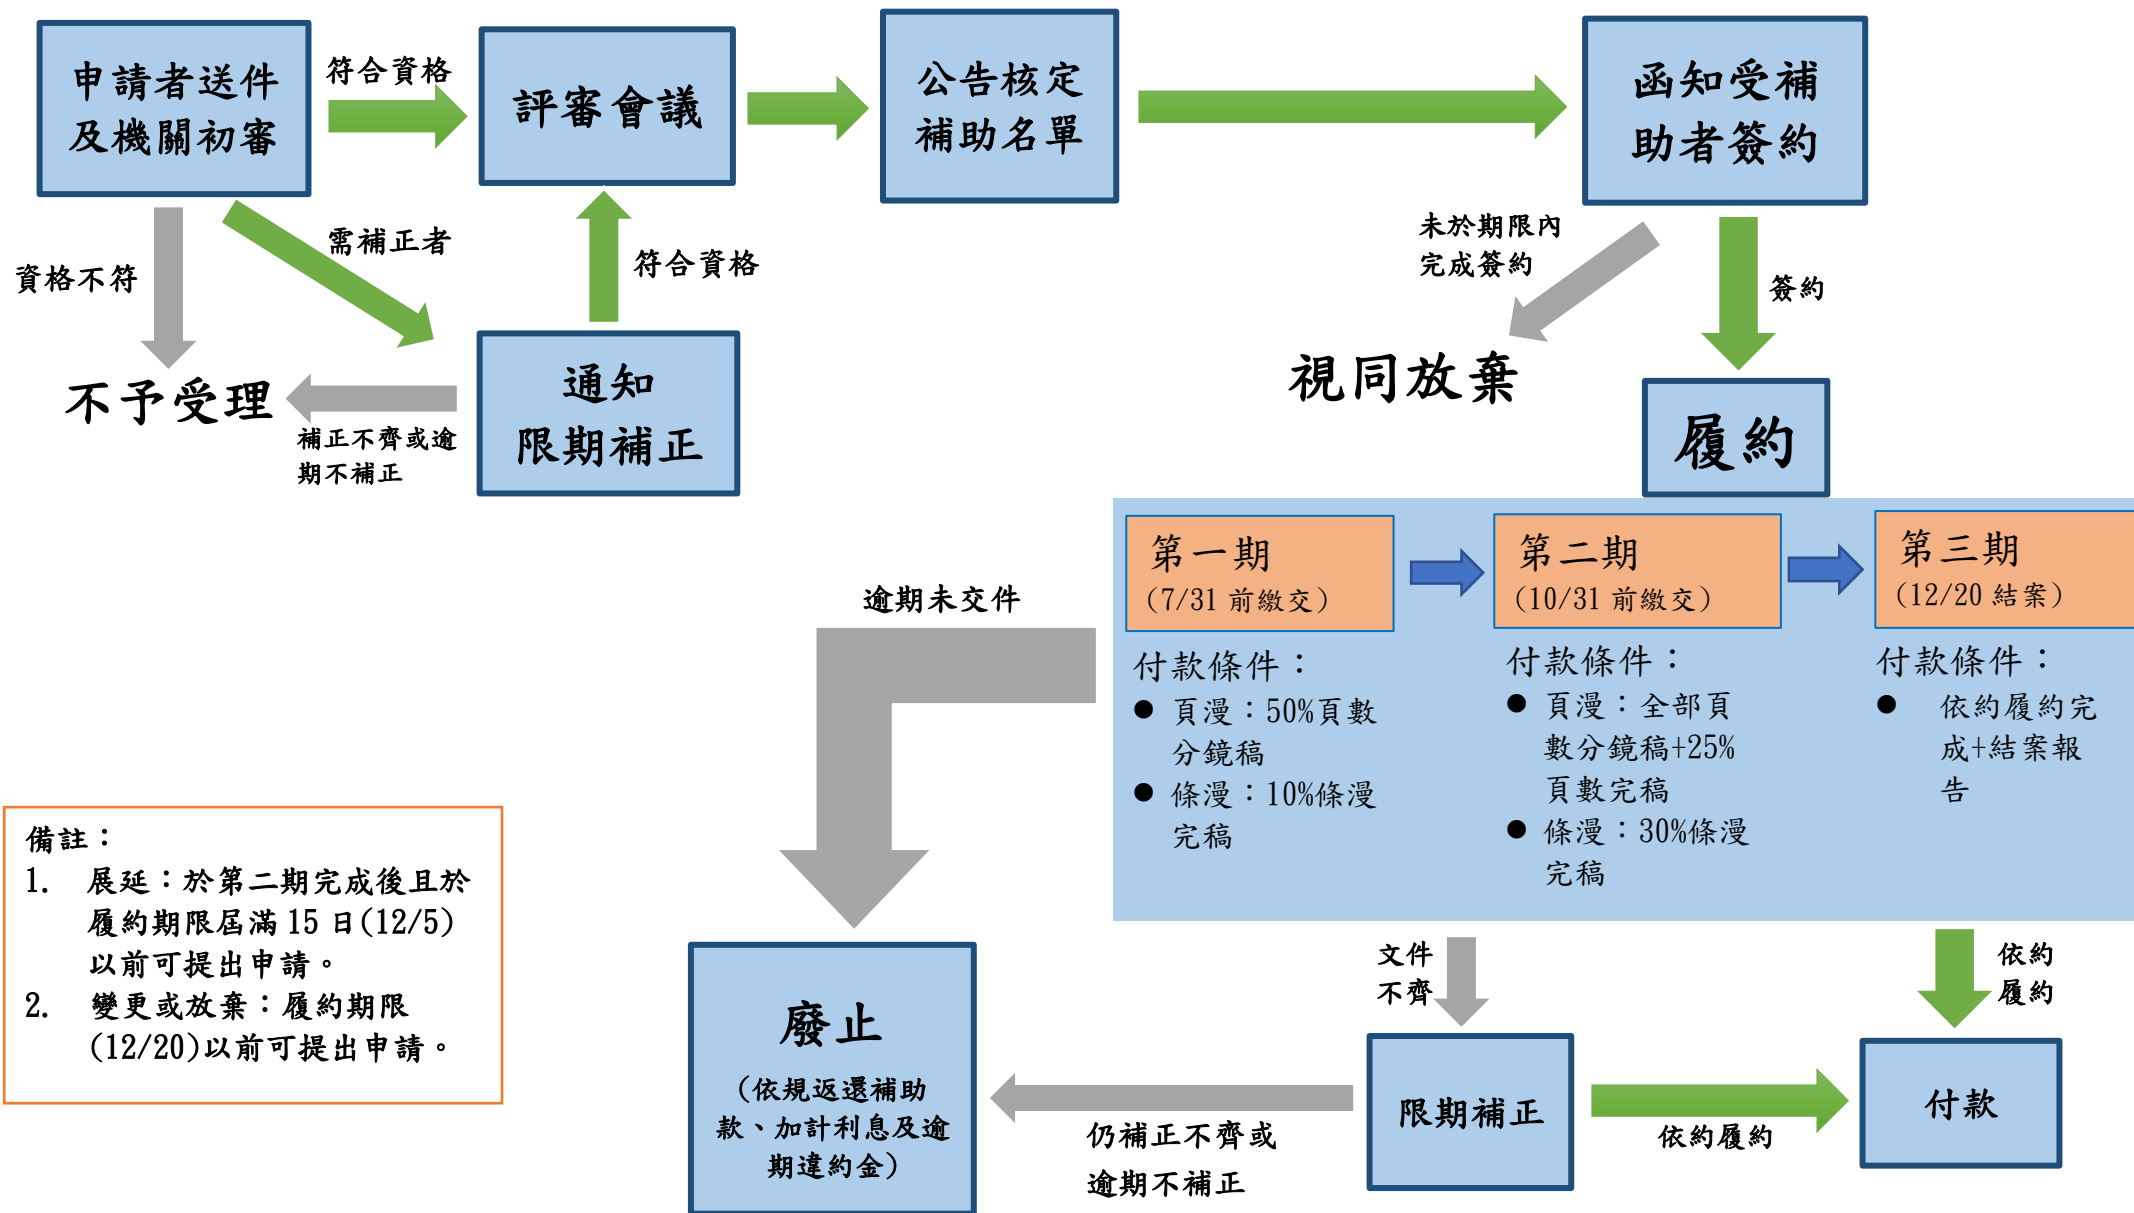 申請者送件
及機關初審
符合資格
評審會議
公告核定
補助名單
函知受補
助者簽約
資格不符
需補正者
符合資格
未於期限內
完成簽約
簽約
不予受理
補正不齊或逾
期不補正
通知
限期補正
視同放棄
履約
第一期
(7/31 前繳交)
第二期
(10/31 前繳交)
第三期
(12/20 結案)
付款條件：
● 頁漫：50%頁數
分鏡稿
● 條漫：10%條漫
完稿
付款條件：
● 頁漫：全部頁
數分鏡稿+25%
頁數完稿
● 條漫：30%條漫
完稿
付款條件：
● 依約履約完
成+結案報
告
逾期未交件
備註：
1. 展延：於第二期完成後且於
履約期限屆滿 15 日(12/5)
以前可提出申請。
2. 變更或放棄：履約期限
(12/20)以前可提出申請。
廢止
(依規返還補助
款、加計利息及逾
期違約金)
文件
不齊
依約
履約
限期補正
仍補正不齊或
逾期不補正
依約履約
付款